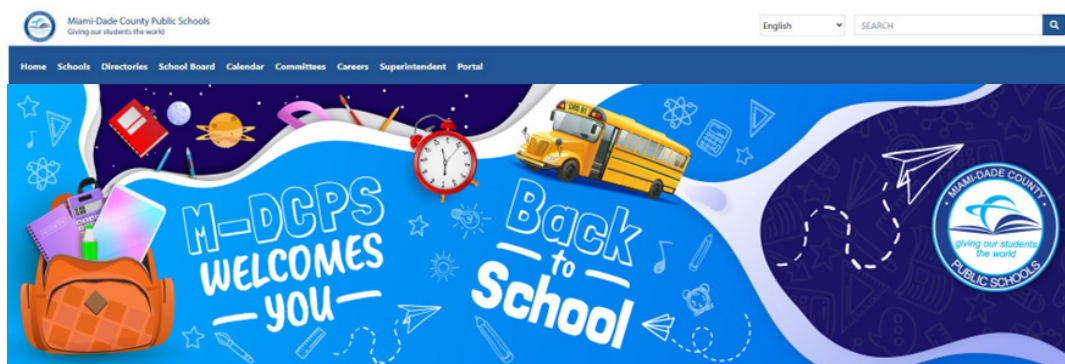 Miami-Dade County Public Schools
Giving our students the world
English
SEARCH
Home Schools Directories School Board Calendar Committees Careers Superintendent Portal
M-DCPS
WELCOMES
YOU
Back
to
School
MIAMI-DADE COUNTY
giving our students
the world
PUBLIC SCHOOLS